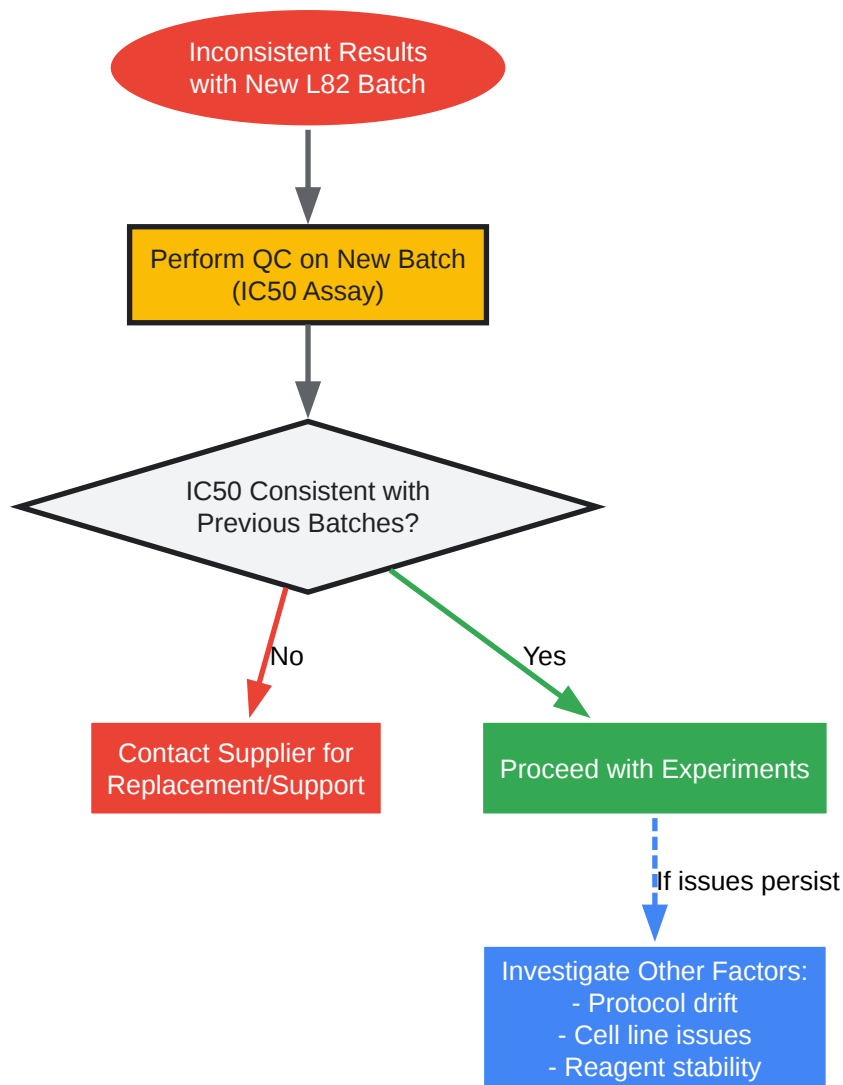 Inconsistent Results
with New L82 Batch
Perform QC on New Batch
(IC50 Assay)
IC50 Consistent with
Previous Batches?
No
Yes
Contact Supplier for
Replacement/Support
Proceed with Experiments
If issues persist
Investigate Other Factors:
- Protocol drift
- Cell line issues
- Reagent stability